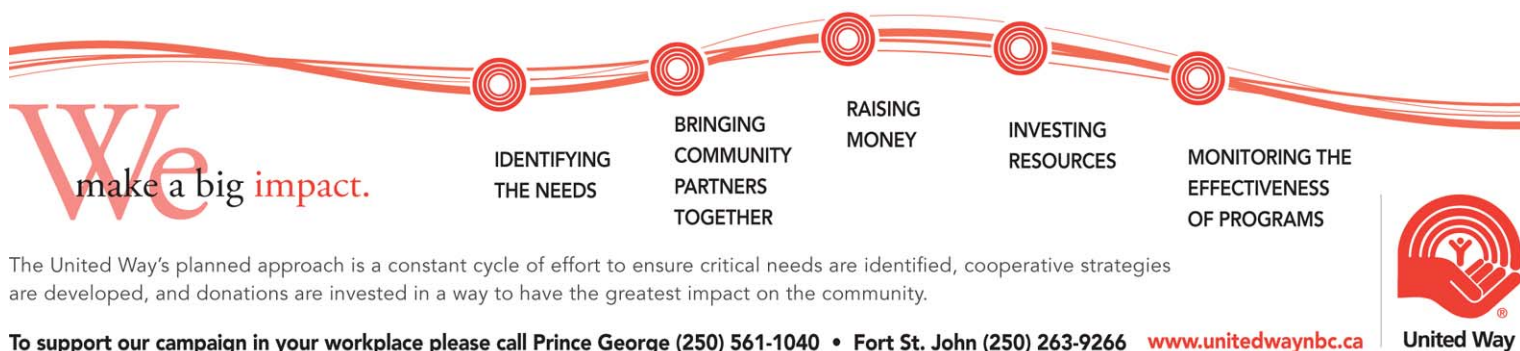 We
make a big impact.
IDENTIFYING
THE NEEDS
BRINGING
COMMUNITY
PARTNERS
TOGETHER
RAISING
MONEY
INVESTING
RESOURCES
MONITORING THE
EFFECTIVENESS
OF PROGRAMS
The United Way's planned approach is a constant cycle of effort to ensure critical needs are identified, cooperative strategies
are developed, and donations are invested in a way to have the greatest impact on the community.
To support our campaign in your workplace please call Prince George (250) 561-1040 • Fort St. John (250) 263-9266 www.unitedwaynbc.ca
®
United Way